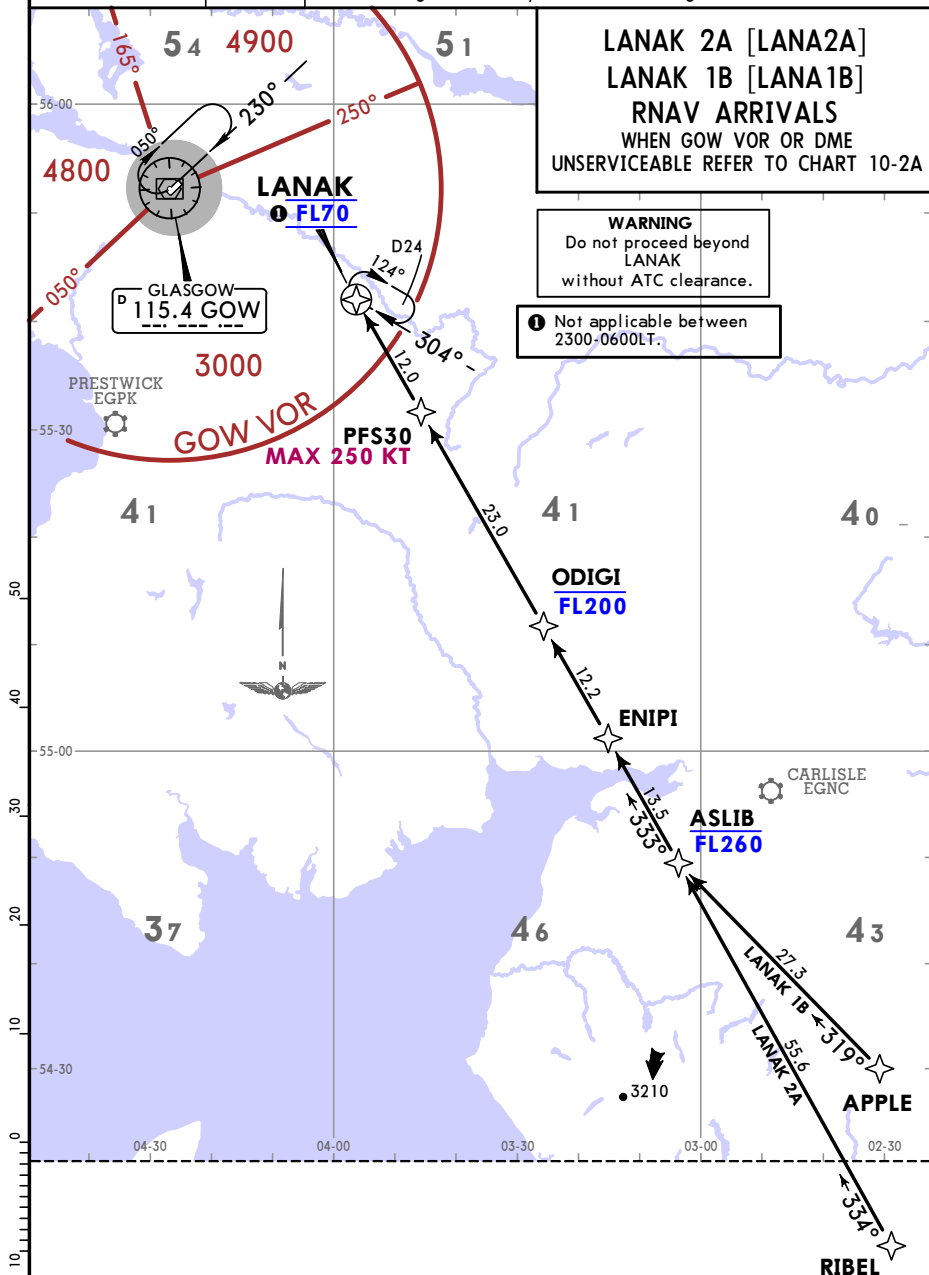 LANAK 2A [LANA2A]
LANAK 1B [LANA1B]
RNAV ARRIVALS
WHEN GOW VOR OR DME
UNSERVICEABLE REFER TO CHART 10-2A
54
4900
51
165°
56-00
050°
230°
250°
4800
LANAK
❶ FL70
WARNING
Do not proceed beyond
LANAK
without ATC clearance.
D24
124°
050°
GLASGOW
D 115.4 GOW
❶ Not applicable between
2300-0600LT.
304°
12.0
3000
PRESTWICK
EGPK
GOW VOR
55-30
PFS30
MAX 250 KT
41
23.0
41
40
ODIGI
FL200
50
12.2
N
40
ENIPI
55-00
CARLISLE
EGNC
30
13.5
333°
ASLIB
FL260
20
37
46
43
27.3
LANAK 1B
319°
10
55.6
LANAK 2A
54-30
3210
APPLE
0
04-30
04-00
03-30
03-00
02-30
334°
10
RIBEL